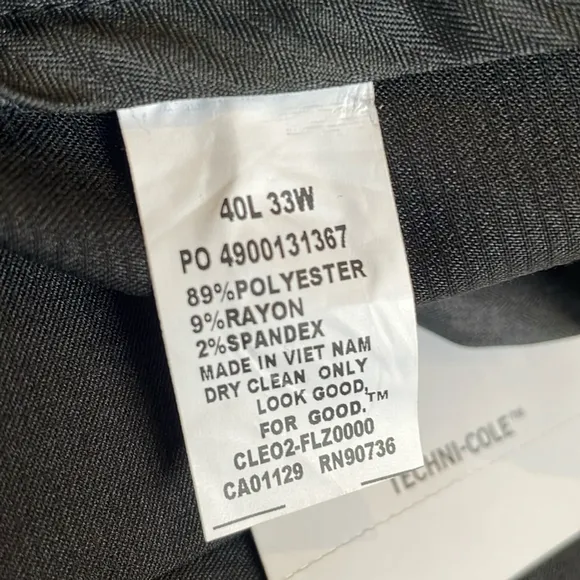 40L 33W
PO 4900131367
89%POLYESTER
9%RAYON
2%SPANDEX
MADE IN VIET NAM
DRY CLEAN ONLY
LOOK GOOD,
FOR GOOD.™
CLEO2-FLZ0000
CA01129 RN90736
TECHNI-COLE™